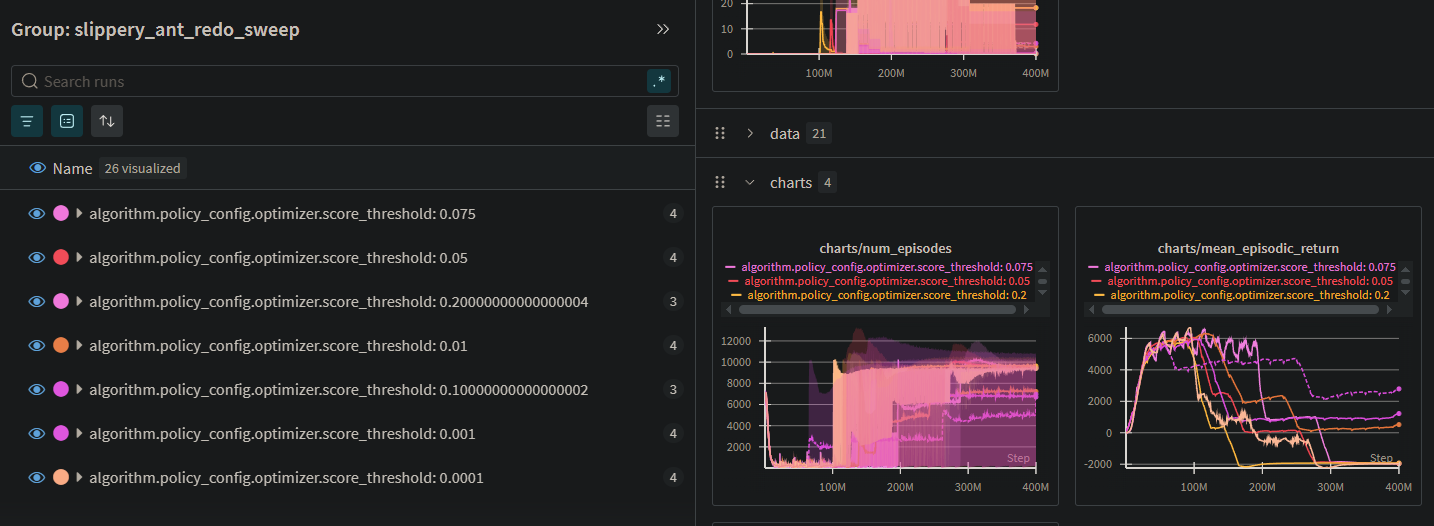 Group: slippery_ant_redo_sweep
Search runs
.*
Name 26 visualized
algorithm.policy_config.optimizer.score_threshold: 0.075 4
algorithm.policy_config.optimizer.score_threshold: 0.05 4
algorithm.policy_config.optimizer.score_threshold: 0.20000000000000004 3
algorithm.policy_config.optimizer.score_threshold: 0.01 4
algorithm.policy_config.optimizer.score_threshold: 0.10000000000000002 3
algorithm.policy_config.optimizer.score_threshold: 0.001 4
algorithm.policy_config.optimizer.score_threshold: 0.0001 4
20
10
0
100M 200M 300M 400M
data 21
charts 4
charts/num_episodes
algorithm.policy_config.optimizer.score_threshold: 0.075
algorithm.policy_config.optimizer.score_threshold: 0.05
algorithm.policy_config.optimizer.score_threshold: 0.2
12000
10000
8000
6000
4000
2000
Step
100M 200M 300M 400M
charts/mean_episodic_return
algorithm.policy_config.optimizer.score_threshold: 0.075
algorithm.policy_config.optimizer.score_threshold: 0.05
algorithm.policy_config.optimizer.score_threshold: 0.2
6000
4000
2000
0
-2000
Step
100M 200M 300M 400M